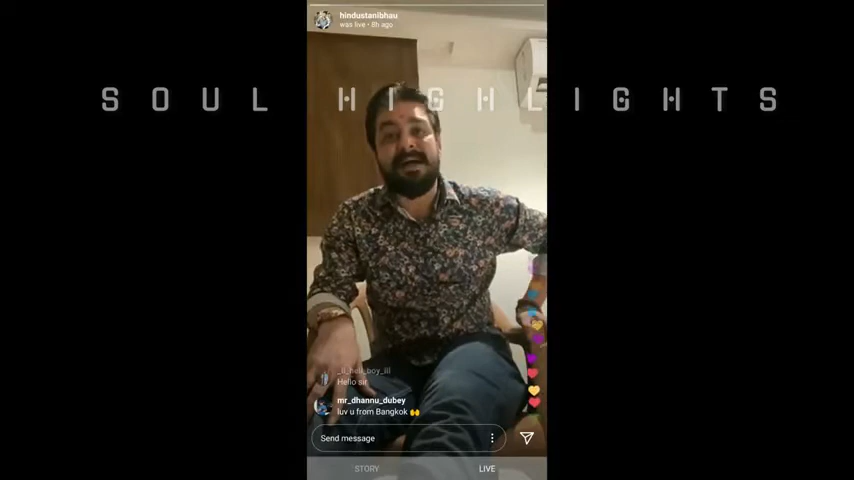 hindustanibhau
was live • 8h ago
SOUL HIGHLIGHTS
Hello sir
mr_dhannu_dubey
luv u from Bangkok 🙌
Send message
STORY
LIVE